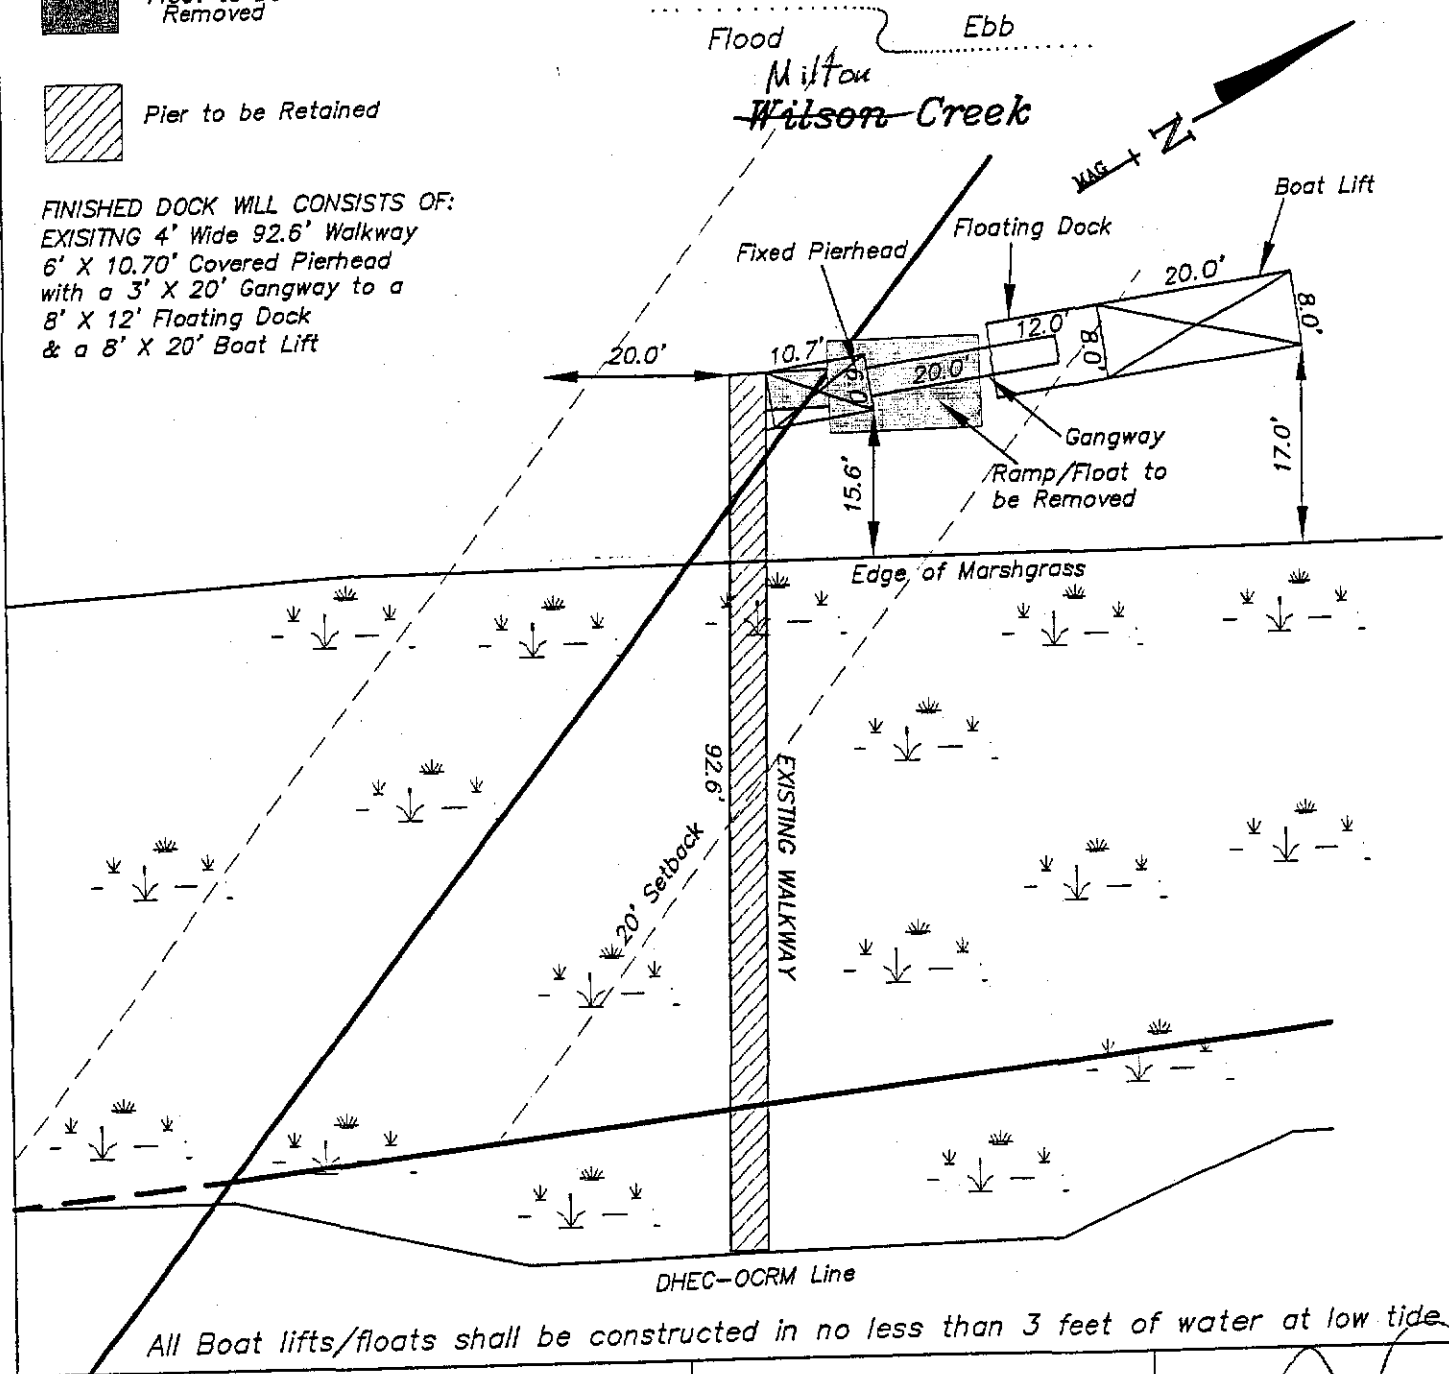 Removed
Pier to be Retained
FINISHED DOCK WILL CONSISTS OF:
EXISITNG 4' Wide 92.6' Walkway
6' X 10.70' Covered Pierhead
with a 3' X 20' Gangway to a
8' X 12' Floating Dock
& a 8' X 20' Boat Lift
Flood
Ebb
Milton
Wilson Creek
MAG
N
Boat Lift
Floating Dock
Fixed Pierhead
20.0'
8.0'
12.0'
8.0'
20.0'
10.7'
6.0'
20.0'
Gangway
Ramp/Float to
be Removed
15.6'
17.0'
Edge of Marshgrass
92.6'
EXISTING WALKWAY
20' Setback
DHEC-OCRM Line
All Boat lifts/floats shall be constructed in no less than 3 feet of water at low tide